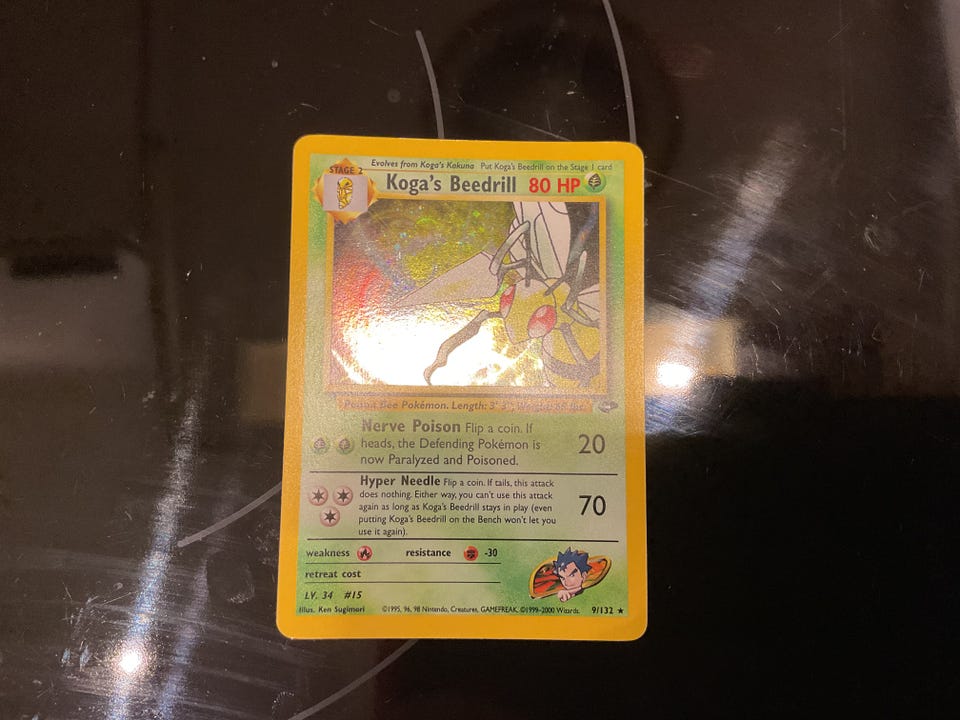 Evolves from Koga's Kakuna Put Koga's Beedrill on the Stage 1 card
STAGE 2
Koga's Beedrill 80 HP
Bee Pokémon. Length: 3' 3",
Nerve Poison Flip a coin. If
heads, the Defending Pokémon is
now Paralyzed and Poisoned.
20
Hyper Needle Flip a coin. If tails, this attack
does nothing. Either way, you can't use this attack
again as long as Koga's Beedrill stays in play (even
putting Koga's Beedrill on the Bench won't let you
use it again).
70
weakness resistance -30
retreat cost
LV. 34 #15
Illus. Ken Sugimori ©1995, 96, 98 Nintendo, Creatures, GAMEFREAK. ©1999-2000 Wizards. 9/132